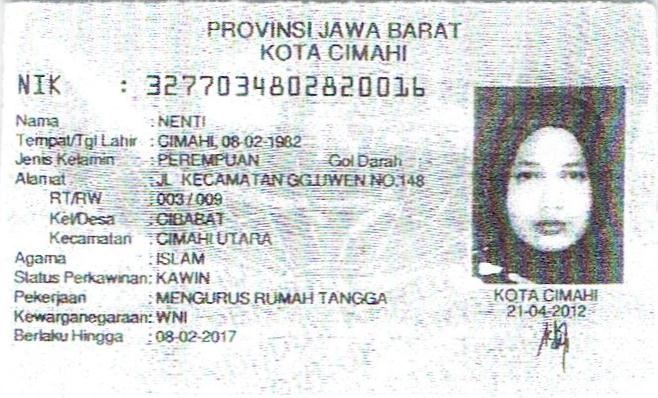 PROVINSI JAWA BARAT
KOTA CIMAHI
NIK : 3277034802820016
Nama : NENTI
Tempat/Tgl Lahir : CIMAHI, 08-02-1982
Jenis Kelamin : PEREMPUAN Gol Darah :
Alamat : JL KECAMATAN GG.UWEN NO.148
RT/RW : 003 / 009
Kel/Desa : CIBABAT
Kecamatan : CIMAHI UTARA
Agama : ISLAM
Status Perkawinan: KAWIN
Pekerjaan : MENGURUS RUMAH TANGGA
Kewarganegaraan: WNI
Berlaku Hingga : 08-02-2017
KOTA CIMAHI
21-04-2012